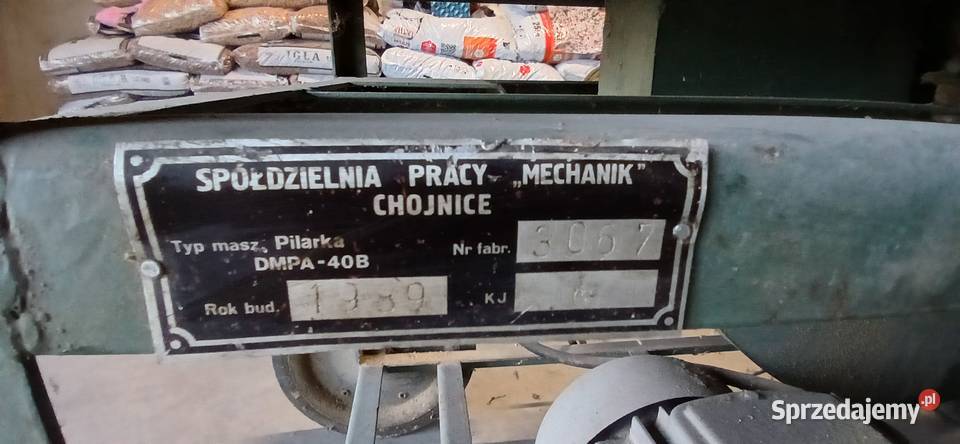 IGLA
SPÓŁDZIELNIA PRACY „MECHANIK”
CHOJNICE
Typ masz. Pilarka
DMPA-40B
Nr fabr. 3067
Rok bud. 1989
KJ
Sprzedajemy.pl